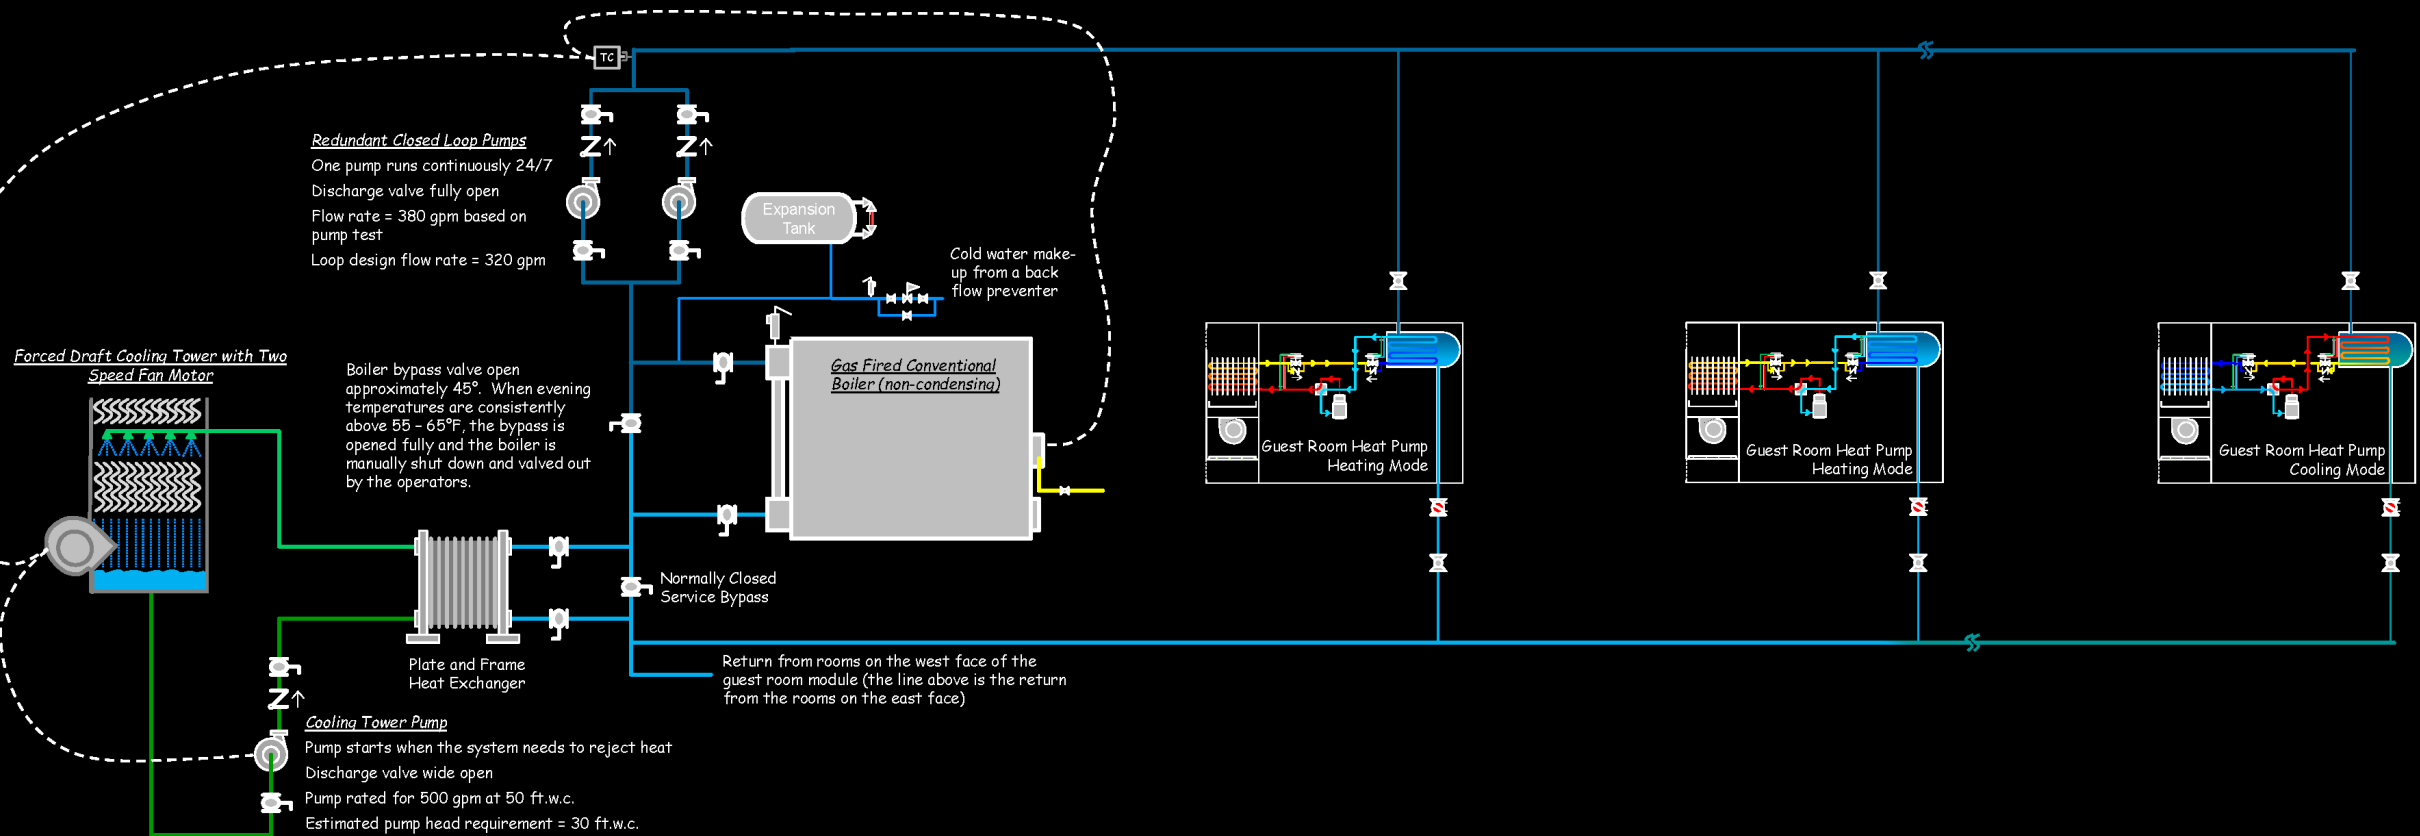 TC
Redundant Closed Loop Pumps
One pump runs continuously 24/7
Discharge valve fully open
Flow rate = 380 gpm based on
pump test
Loop design flow rate = 320 gpm
Expansion
Tank
Cold water make-
up from a back
flow preventer
Forced Draft Cooling Tower with Two
Speed Fan Motor
Boiler bypass valve open
approximately 45°. When evening
temperatures are consistently
above 55 - 65°F, the bypass is
opened fully and the boiler is
manually shut down and valved out
by the operators.
Gas Fired Conventional
Boiler (non-condensing)
Guest Room Heat Pump
Heating Mode
Guest Room Heat Pump
Heating Mode
Guest Room Heat Pump
Cooling Mode
Normally Closed
Service Bypass
Plate and Frame
Heat Exchanger
Return from rooms on the west face of the
guest room module (the line above is the return
from the rooms on the east face)
Cooling Tower Pump
Pump starts when the system needs to reject heat
Discharge valve wide open
Pump rated for 500 gpm at 50 ft.w.c.
Estimated pump head requirement = 30 ft.w.c.